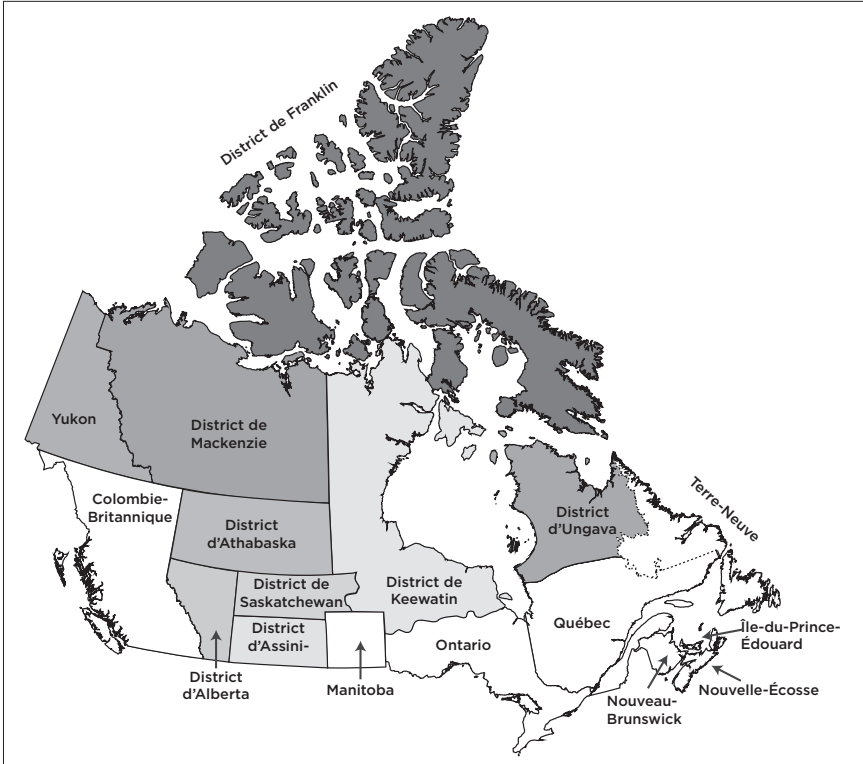 District de Franklin
Yukon
District de
Mackenzie
Colombie-
Britannique
District
d'Athabaska
District
d'Ungava
Terre-Neuve
District de
Saskatchewan
District de
Keewatin
District
d'Assini-
Ontario
Québec
Île-du-Prince-
Édouard
District
d'Alberta
Manitoba
Nouvelle-Écosse
Nouveau-
Brunswick